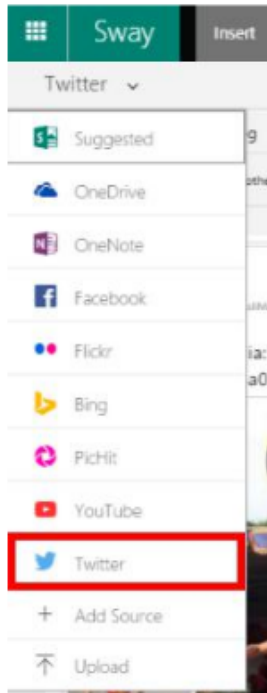 Sway Insert
Twitter
Suggested
OneDrive
OneNote
Facebook
Flickr
Bing
PicHit
YouTube
Twitter
Add Source
Upload